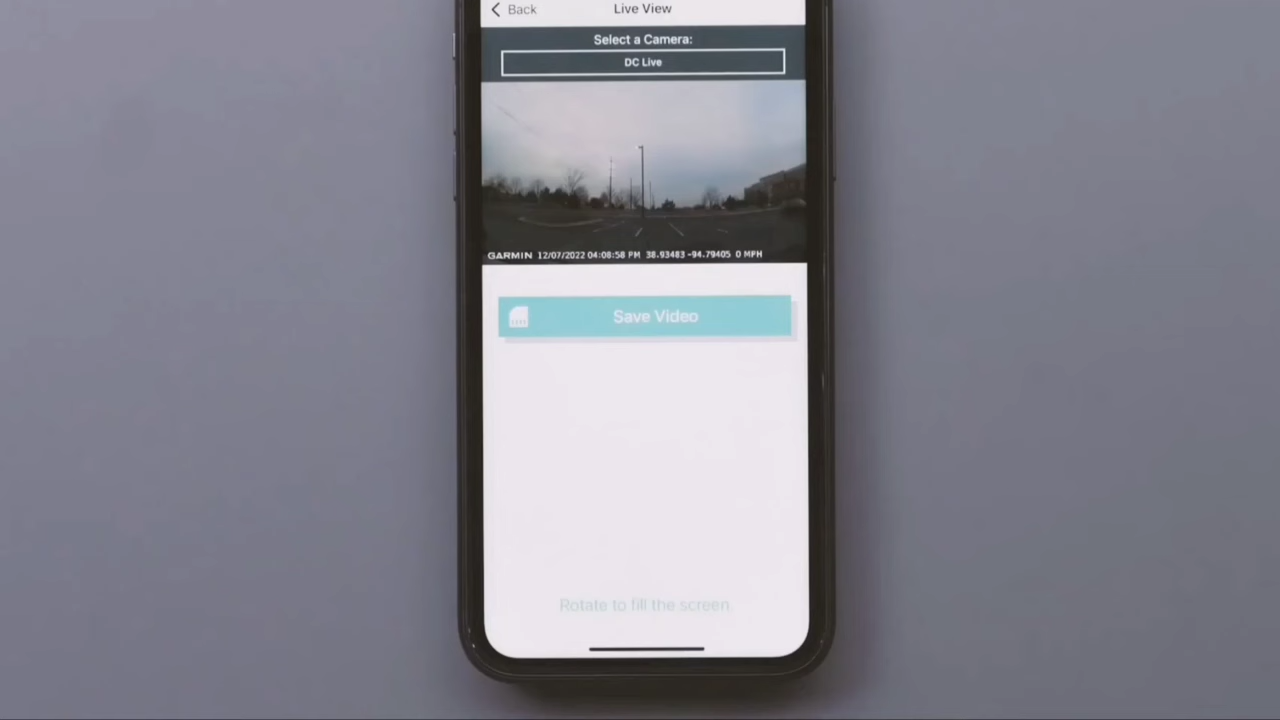 Back
Live View
Select a Camera:
DC Live
GARMIN 12/07/2022 04:08:58 PM 38.93483 -94.79405 0 MPH
Save Video
Rotate to fill the screen.